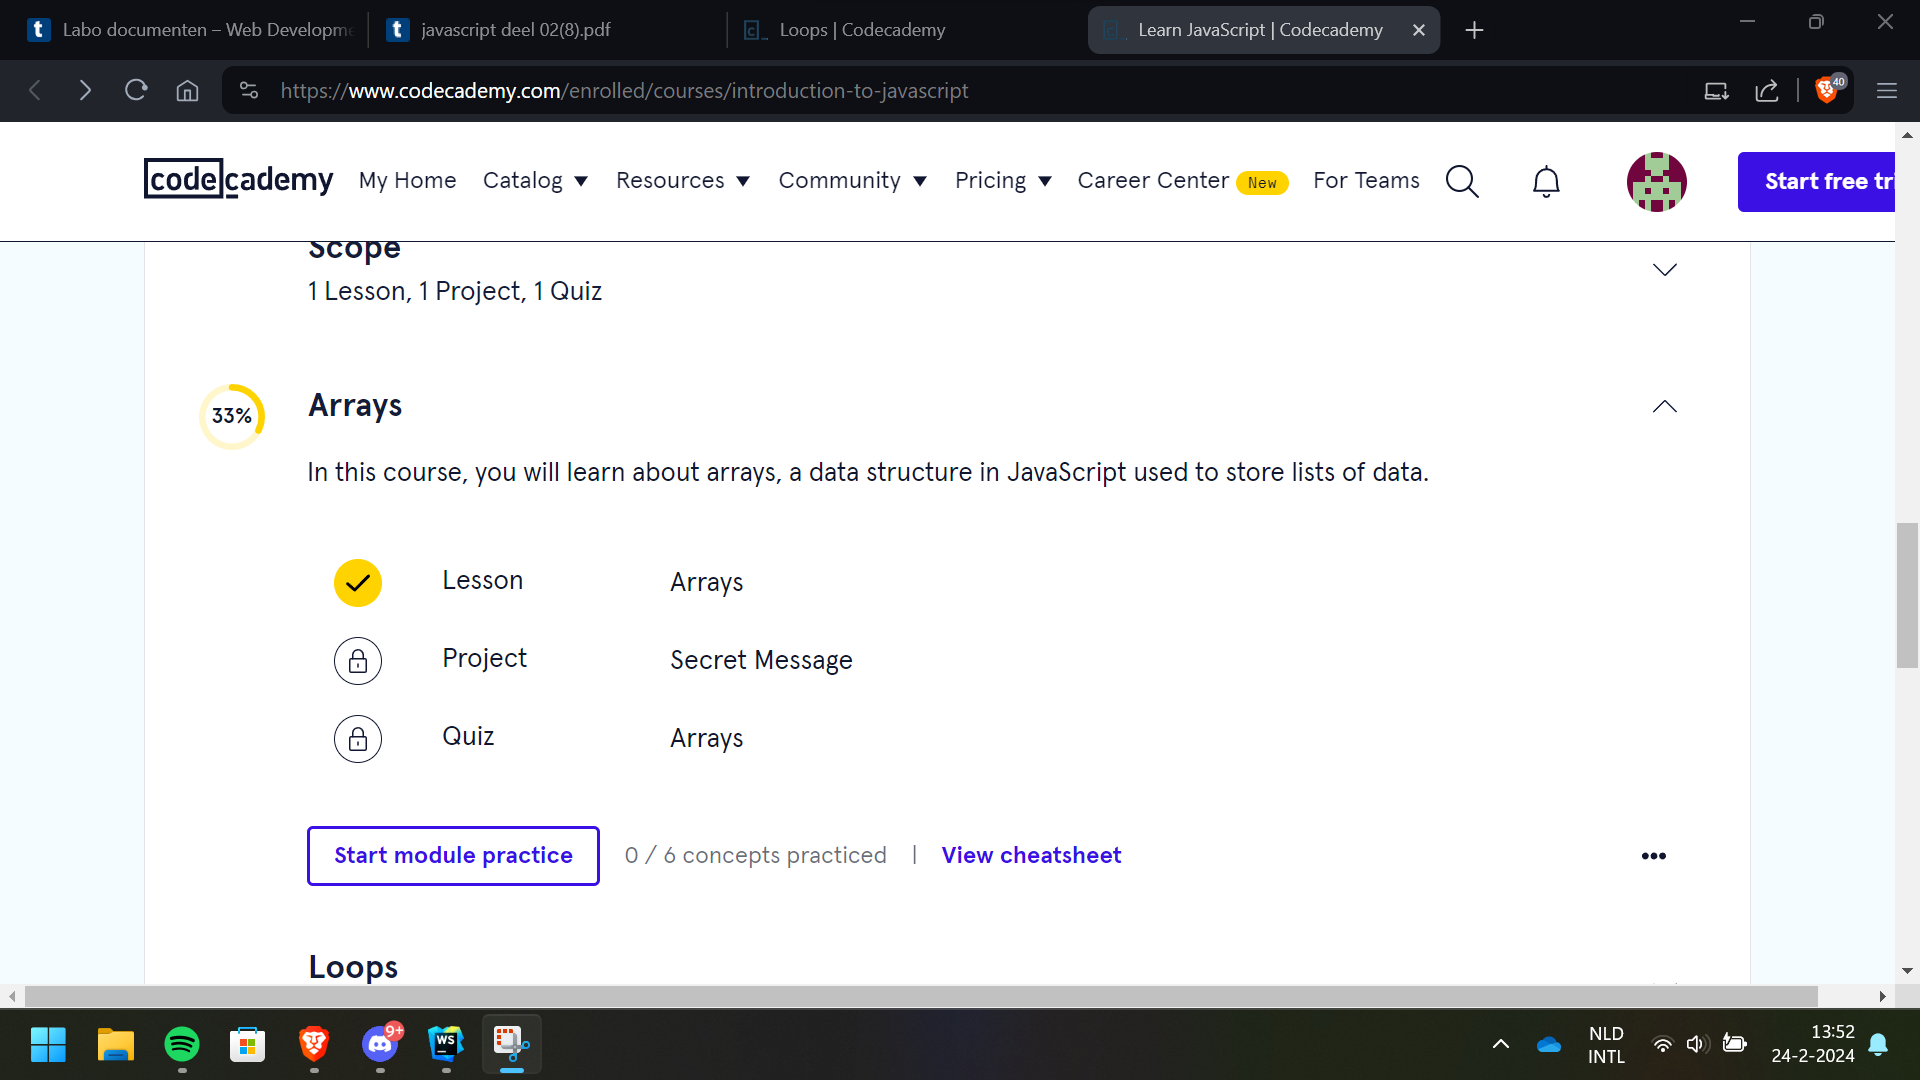 Labo documenten – Web Developme
javascript deel 02(8).pdf
Loops | Codecademy
Learn JavaScript | Codecademy
https://www.codecademy.com/enrolled/courses/introduction-to-javascript
40
codecademy
My Home
Catalog
Resources
Community
Pricing
Career Center
New
For Teams
Start free tri
Scope
1 Lesson, 1 Project, 1 Quiz
33%
Arrays
In this course, you will learn about arrays, a data structure in JavaScript used to store lists of data.
Lesson
Arrays
Project
Secret Message
Quiz
Arrays
Start module practice
0 / 6 concepts practiced
|
View cheatsheet
Loops
9+
WS
NLD
INTL
13:52
24-2-2024